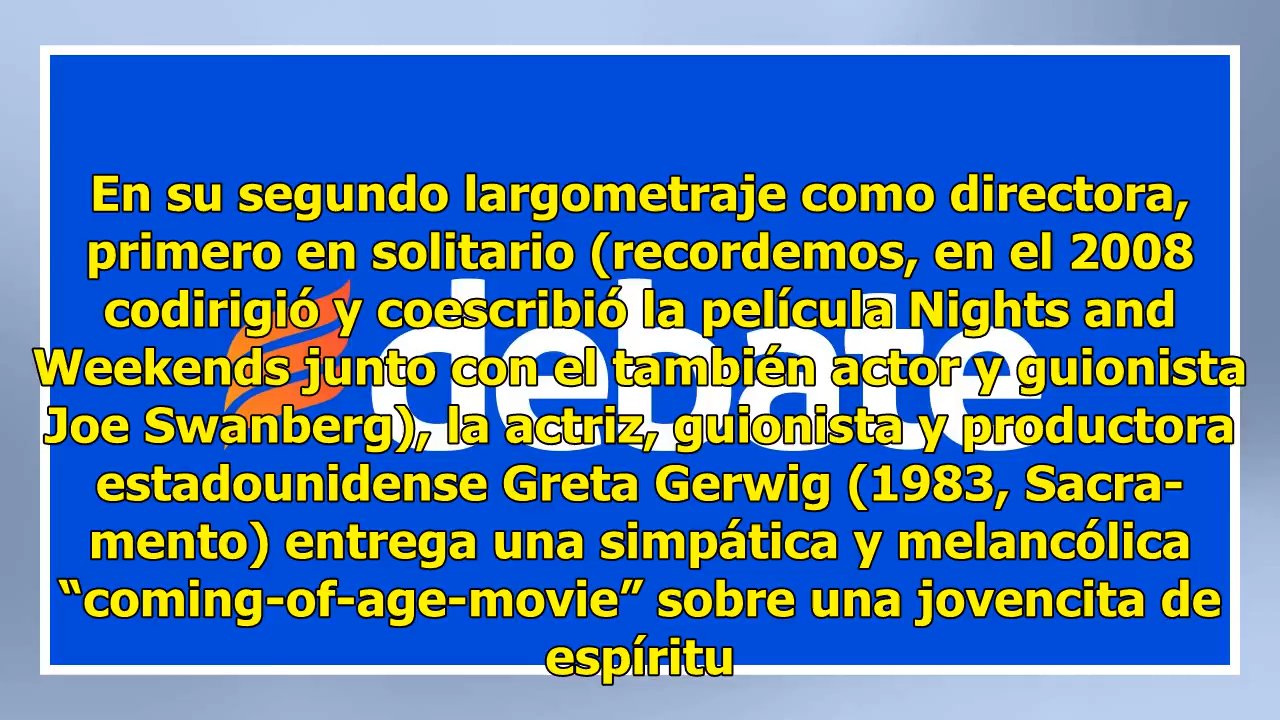 En su segundo largometraje como directora,
primero en solitario (recordemos, en el 2008
codirigió y coescribió la película Nights and
Weekends junto con el también actor y guionista
Joe Swanberg), la actriz, guionista y productora
estadounidense Greta Gerwig (1983, Sacra-
mento) entrega una simpática y melancólica
“coming-of-age-movie” sobre una jovencita de
espíritu
debate